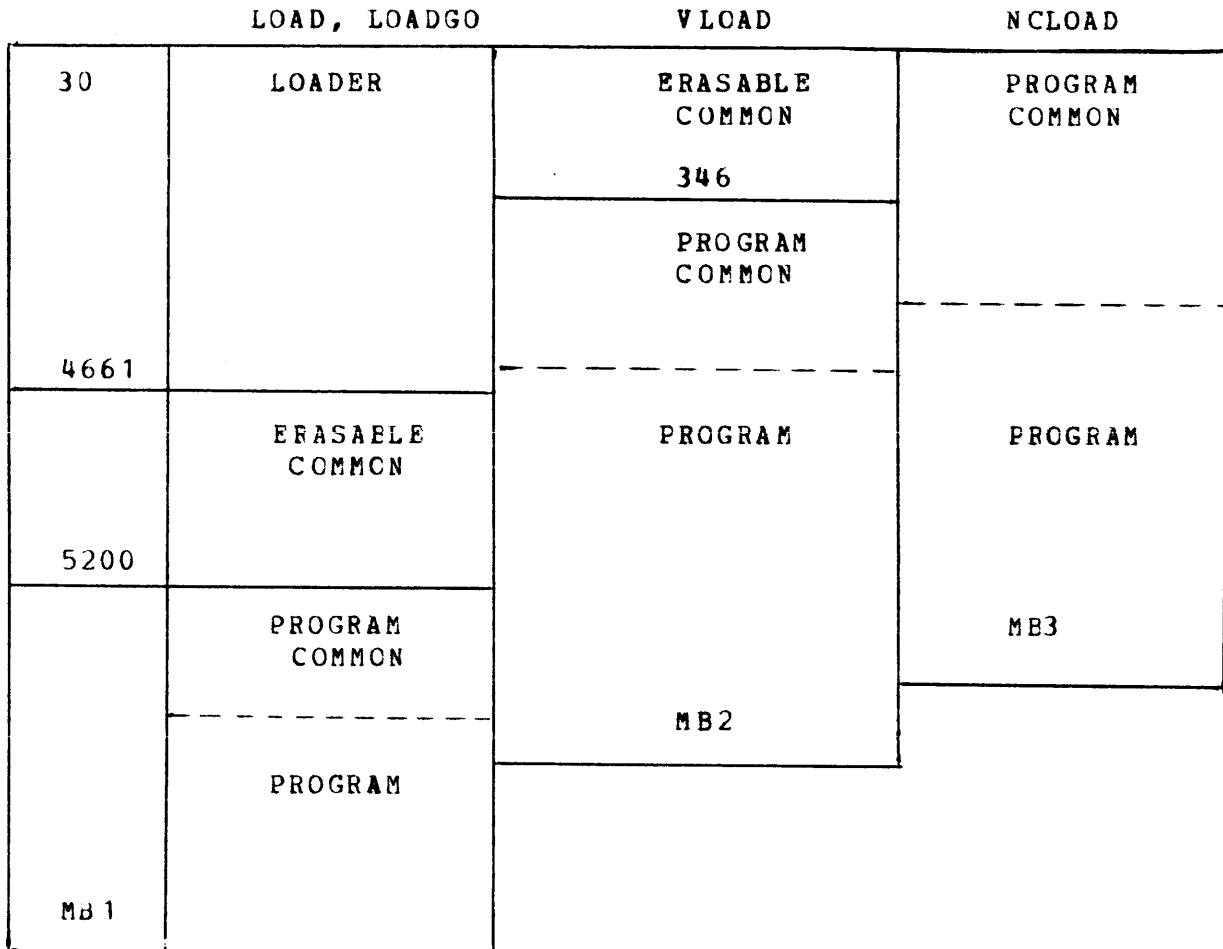 LOAD, LOADGO VLOAD NCLOAD
30 LOADER ERASABLE PROGRAM
COMMON COMMON
346
PROGRAM
COMMON
4661
ERASABLE PROGRAM PROGRAM
COMMON
5200
PROGRAM MB3
COMMON
MB2
PROGRAM
MB1